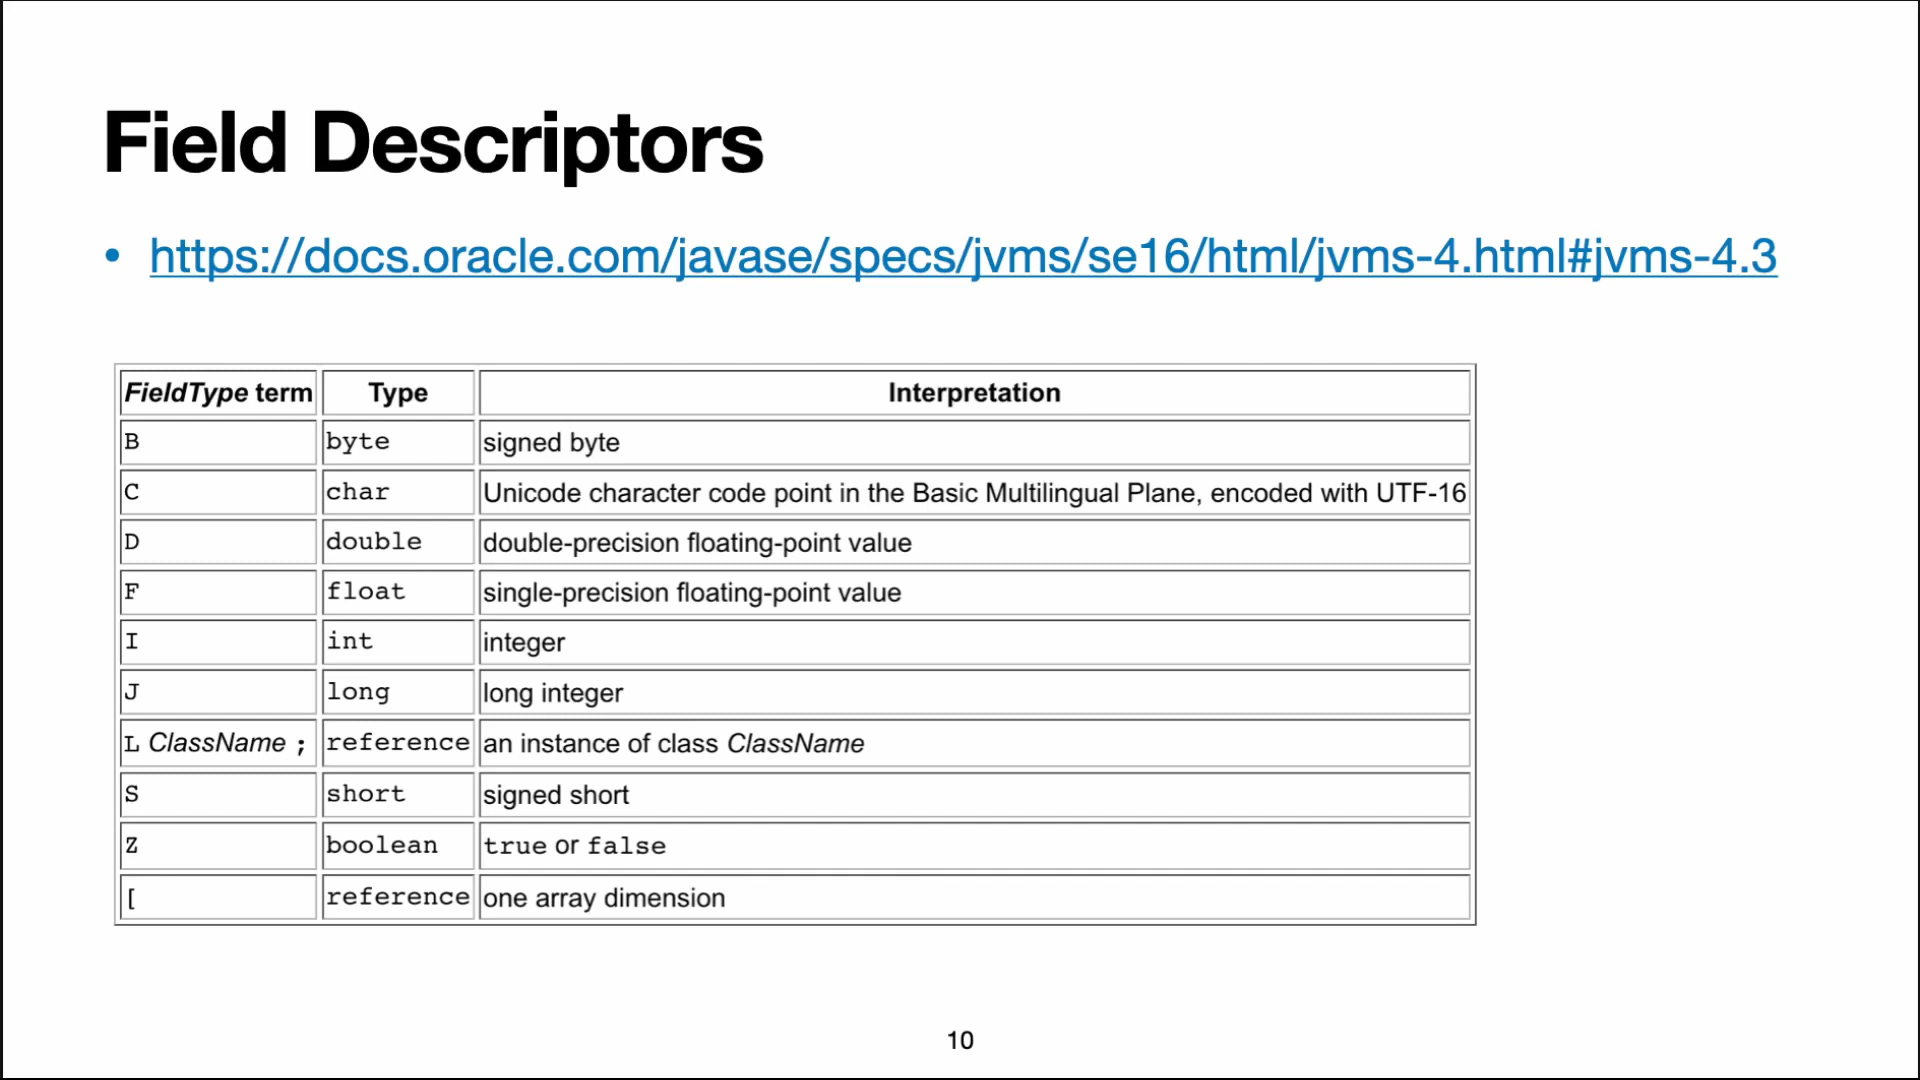 Field Descriptors
• https://docs.oracle.com/javase/specs/jvms/se16/html/jvms-4.html#jvms-4.3
FieldType term Type Interpretation
B byte signed byte
C char Unicode character code point in the Basic Multilingual Plane, encoded with UTF-16
D double double-precision floating-point value
F float single-precision floating-point value
I int integer
J long long integer
L ClassName ; reference an instance of class ClassName
S short signed short
Z boolean true or false
[ reference one array dimension
10